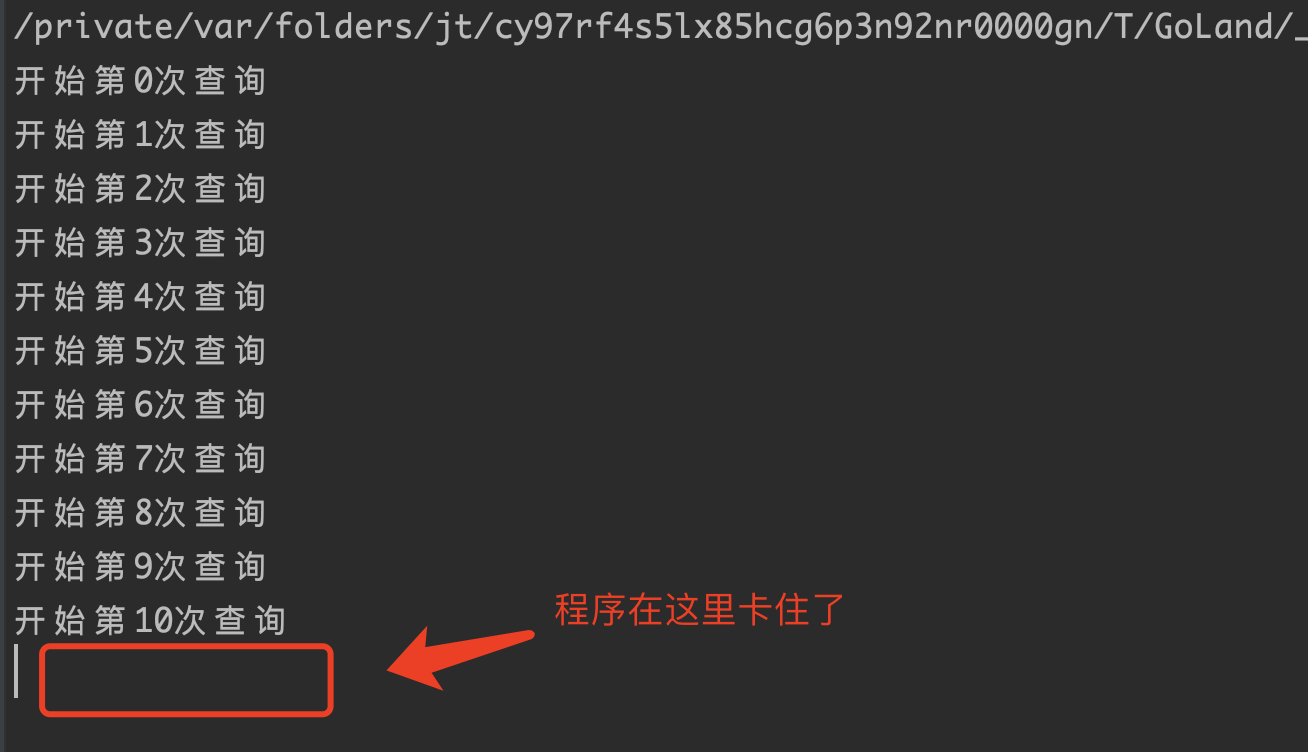 /private/var/folders/jt/cy97rf4s5lx85hcg6p3n92nr0000gn/T/GoLand/_
开始第0次查询
开始第1次查询
开始第2次查询
开始第3次查询
开始第4次查询
开始第5次查询
开始第6次查询
开始第7次查询
开始第8次查询
开始第9次查询
开始第10次查询
程序在这里卡住了